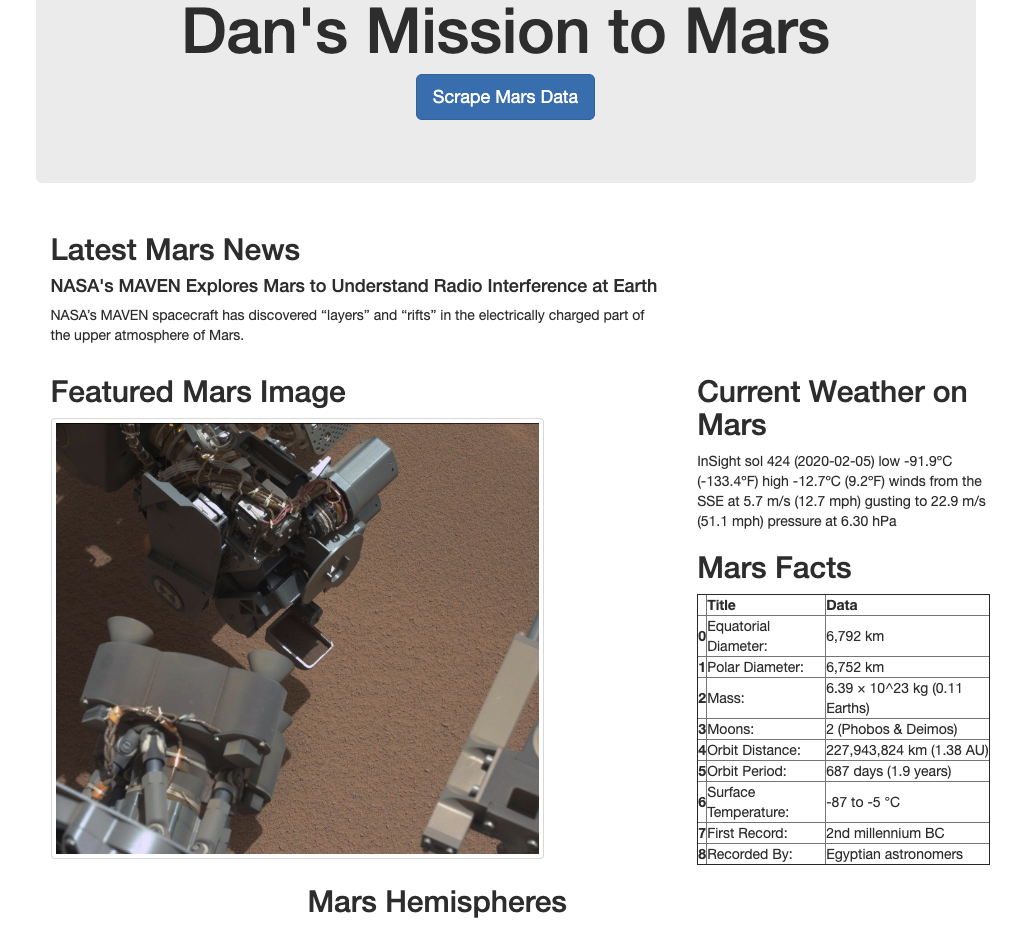 Dan's Mission to Mars
Scrape Mars Data
Latest Mars News
NASA's MAVEN Explores Mars to Understand Radio Interference at Earth
NASA’s MAVEN spacecraft has discovered “layers” and “rifts” in the electrically charged part of
the upper atmosphere of Mars.
Featured Mars Image
Current Weather on
Mars
InSight sol 424 (2020-02-05) low -91.9ºC
(-133.4ºF) high -12.7ºC (9.2ºF) winds from the
SSE at 5.7 m/s (12.7 mph) gusting to 22.9 m/s
(51.1 mph) pressure at 6.30 hPa
Mars Facts
Title Data
0 Equatorial Diameter: 6,792 km
1 Polar Diameter: 6,752 km
2 Mass: 6.39 × 10^23 kg (0.11 Earths)
3 Moons: 2 (Phobos & Deimos)
4 Orbit Distance: 227,943,824 km (1.38 AU)
5 Orbit Period: 687 days (1.9 years)
6 Surface Temperature: -87 to -5 °C
7 First Record: 2nd millennium BC
8 Recorded By: Egyptian astronomers
Mars Hemispheres